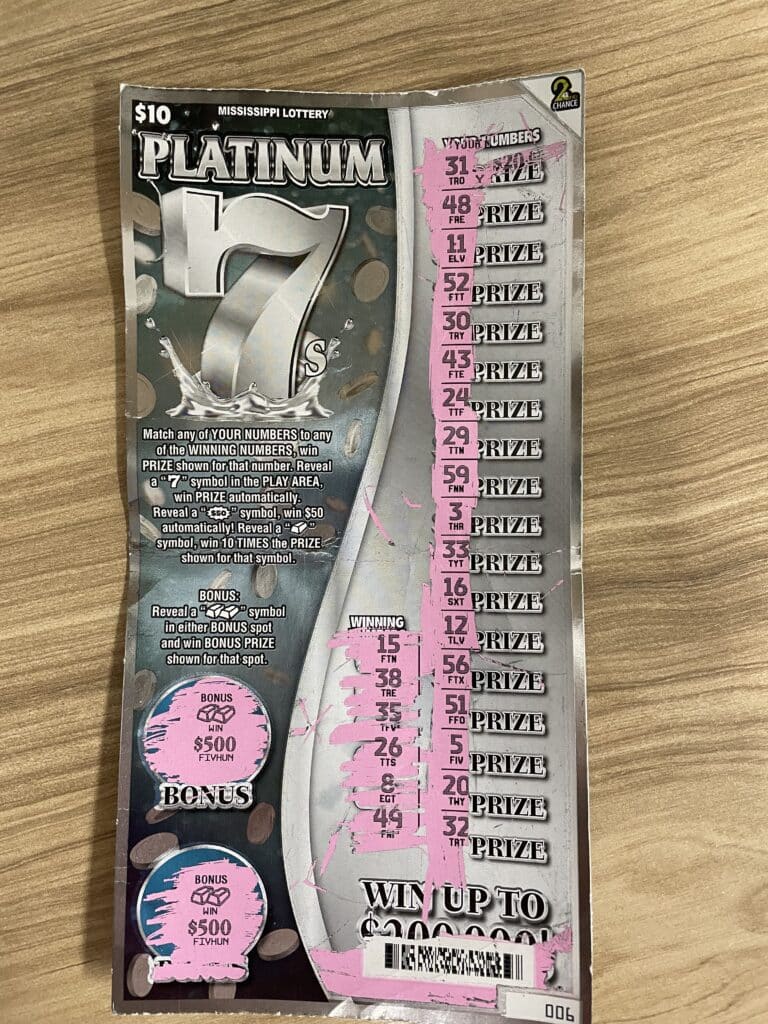 $10
MISSISSIPPI LOTTERY
2nd CHANCE
PLATINUM
7s
Match any of YOUR NUMBERS to any
of the WINNING NUMBERS, win
PRIZE shown for that number. Reveal
a "7" symbol in the PLAY AREA,
win PRIZE automatically.
Reveal a "$50" symbol, win $50
automatically! Reveal a " "
symbol, win 10 TIMES the PRIZE
shown for that symbol.
BONUS:
Reveal a " " symbol
in either BONUS spot
and win BONUS PRIZE
shown for that spot.
BONUS
WIN
$500
FIVHUN
BONUS
BONUS
WIN
$500
FIVHUN
WINNING
15
FTN
38
TRE
35
TFV
26
TTS
8
EGT
49
FNI
YOUR NUMBERS
31 PRIZE
TRO
48 PRIZE
FRE
11 PRIZE
ELV
52 PRIZE
FTT
30 PRIZE
TRY
43 PRIZE
FTE
24 PRIZE
TTF
29 PRIZE
TTN
59 PRIZE
FNN
3 PRIZE
THR
33 PRIZE
TYT
16 PRIZE
SXT
12 PRIZE
TLV
56 PRIZE
FTX
51 PRIZE
FFO
5 PRIZE
FIV
20 PRIZE
TWY
32 PRIZE
TRT
WIN UP TO
$200,000!
006